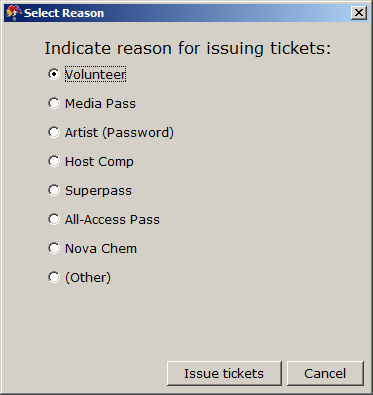 Select Reason
Indicate reason for issuing tickets:
Volunteer
Media Pass
Artist (Password)
Host Comp
Superpass
All-Access Pass
Nova Chem
(Other)
Issue tickets
Cancel